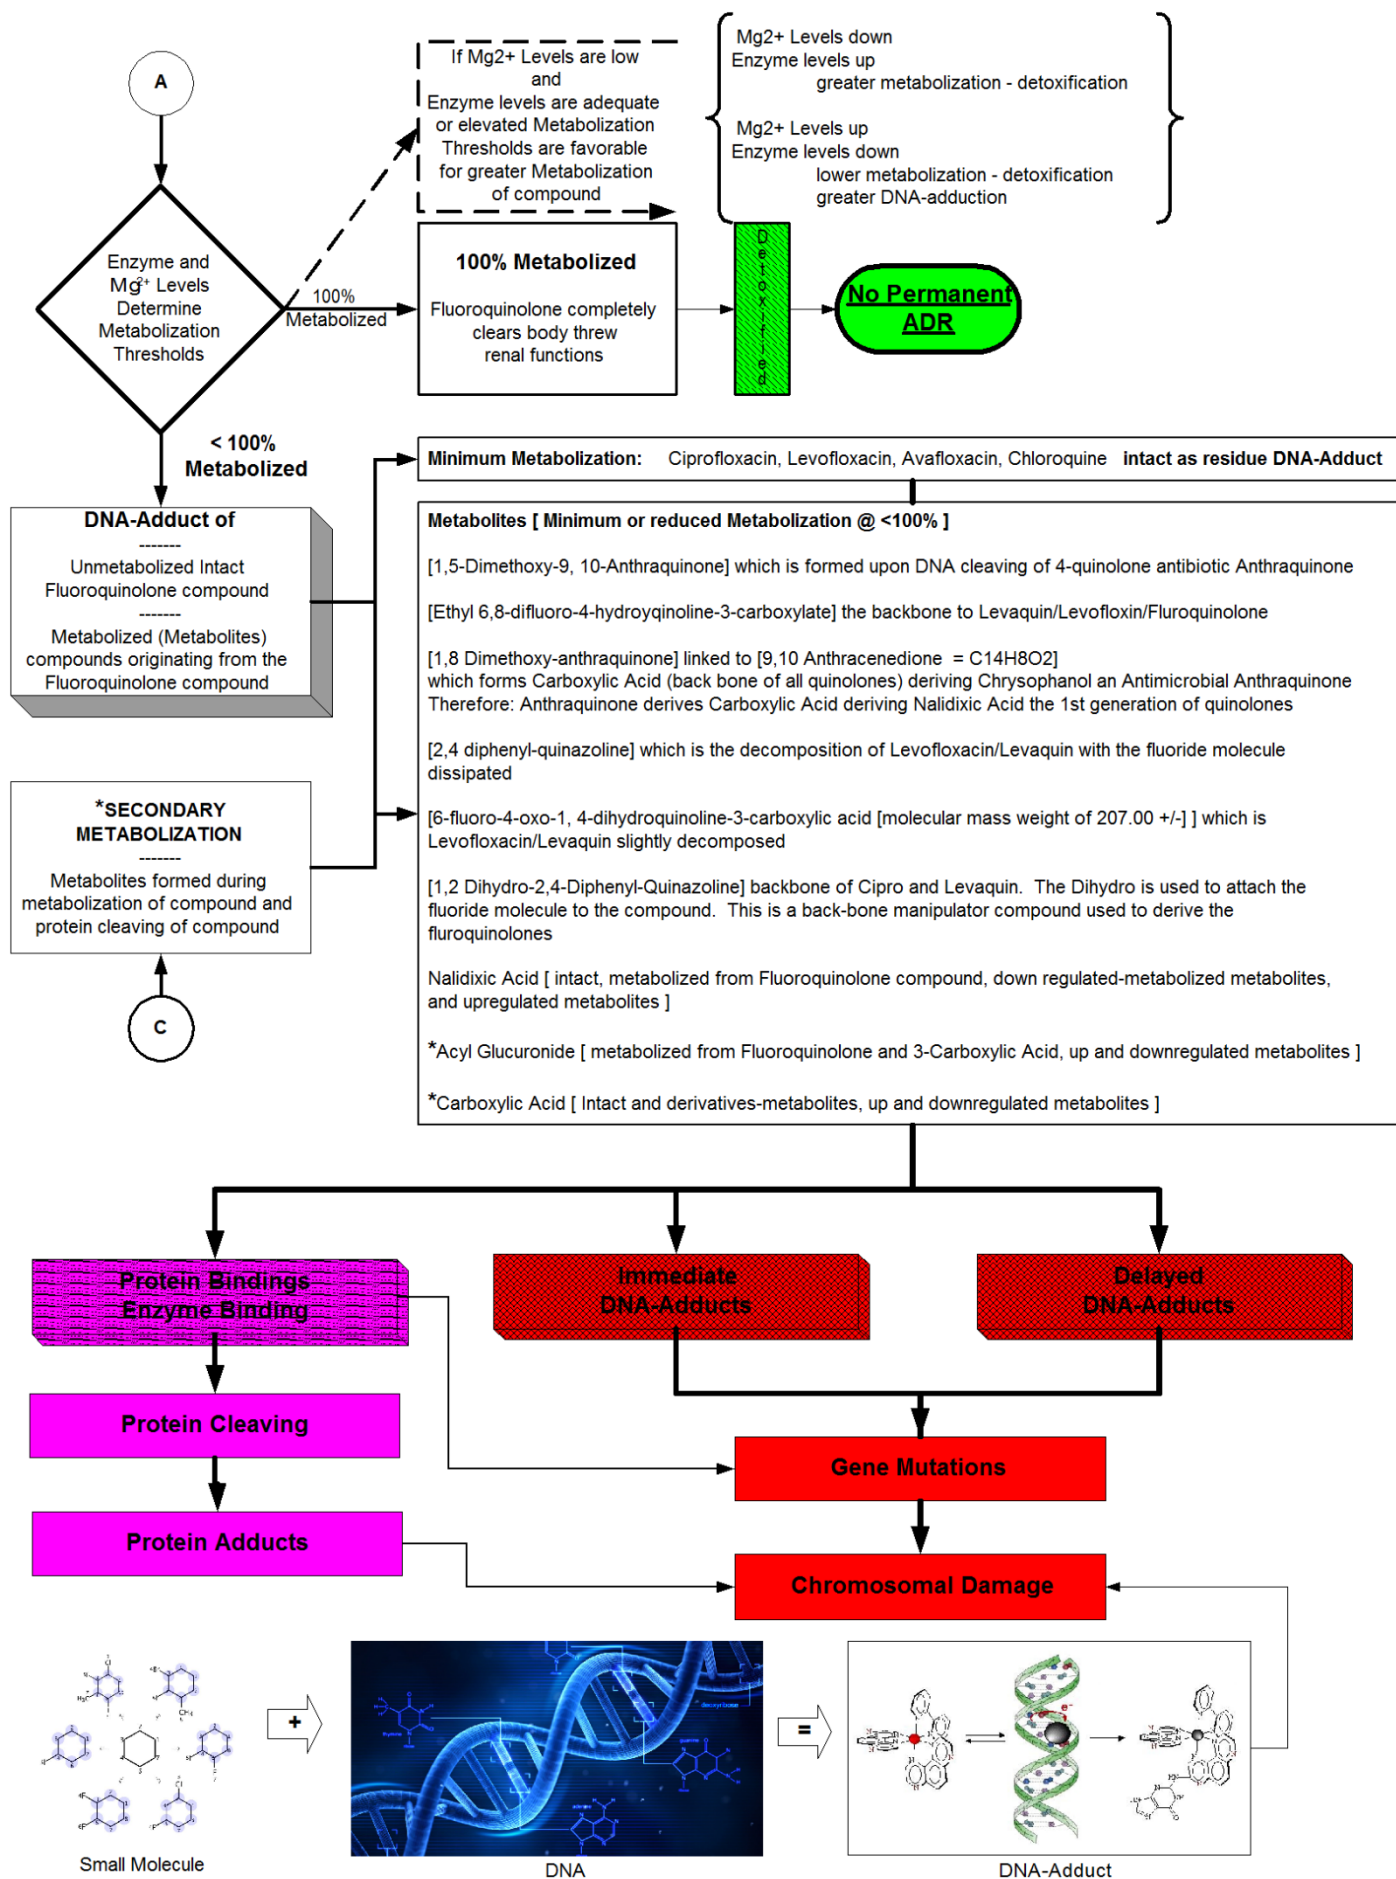 A
If Mg2+ Levels are low
and
Enzyme levels are adequate
or elevated Metabolization
Thresholds are favorable
for greater Metabolization
of compound
Mg2+ Levels down
Enzyme levels up
greater metabolization - detoxification
Mg2+ Levels up
Enzyme levels down
lower metabolization - detoxification
greater DNA-adduction
Enzyme and
Mg2+ Levels
Determine
Metabolization
Thresholds
100%
Metabolized
100% Metabolized
Fluoroquinolone completely
clears body threw
renal functions
Detoxified
No Permanent
ADR
< 100%
Metabolized
Minimum Metabolization: Ciprofloxacin, Levofloxacin, Avafloxacin, Chloroquine intact as residue DNA-Adduct
DNA-Adduct of
-------
Unmetabolized Intact
Fluoroquinolone compound
-------
Metabolized (Metabolites)
compounds originating from the
Fluoroquinolone compound
Metabolites [ Minimum or reduced Metabolization @ <100% ]
[1,5-Dimethoxy-9, 10-Anthraquinone] which is formed upon DNA cleaving of 4-quinolone antibiotic Anthraquinone
[Ethyl 6,8-difluoro-4-hydroyqinoline-3-carboxylate] the backbone to Levaquin/Levofloxin/Fluroquinolone
[1,8 Dimethoxy-anthraquinone] linked to [9,10 Anthracenedione = C14H8O2]
which forms Carboxylic Acid (back bone of all quinolones) deriving Chrysophanol an Antimicrobial Anthraquinone
Therefore: Anthraquinone derives Carboxylic Acid deriving Nalidixic Acid the 1st generation of quinolones
[2,4 diphenyl-quinazoline] which is the decomposition of Levofloxacin/Levaquin with the fluoride molecule
dissipated
[6-fluoro-4-oxo-1, 4-dihydroquinoline-3-carboxylic acid [molecular mass weight of 207.00 +/-] ] which is
Levofloxacin/Levaquin slightly decomposed
[1,2 Dihydro-2,4-Diphenyl-Quinazoline] backbone of Cipro and Levaquin. The Dihydro is used to attach the
fluoride molecule to the compound. This is a back-bone manipulator compound used to derive the
fluroquinolones
Nalidixic Acid [ intact, metabolized from Fluoroquinolone compound, down regulated-metabolized metabolites,
and upregulated metabolites ]
*Acyl Glucuronide [ metabolized from Fluoroquinolone and 3-Carboxylic Acid, up and downregulated metabolites ]
*Carboxylic Acid [ Intact and derivatives-metabolites, up and downregulated metabolites ]
*SECONDARY
METABOLIZATION
-------
Metabolites formed during
metabolization of compound and
protein cleaving of compound
C
Protein Bindings
Enzyme Binding
Immediate
DNA-Adducts
Delayed
DNA-Adducts
Protein Cleaving
Gene Mutations
Protein Adducts
Chromosomal Damage
+
=
Small Molecule
DNA
DNA-Adduct